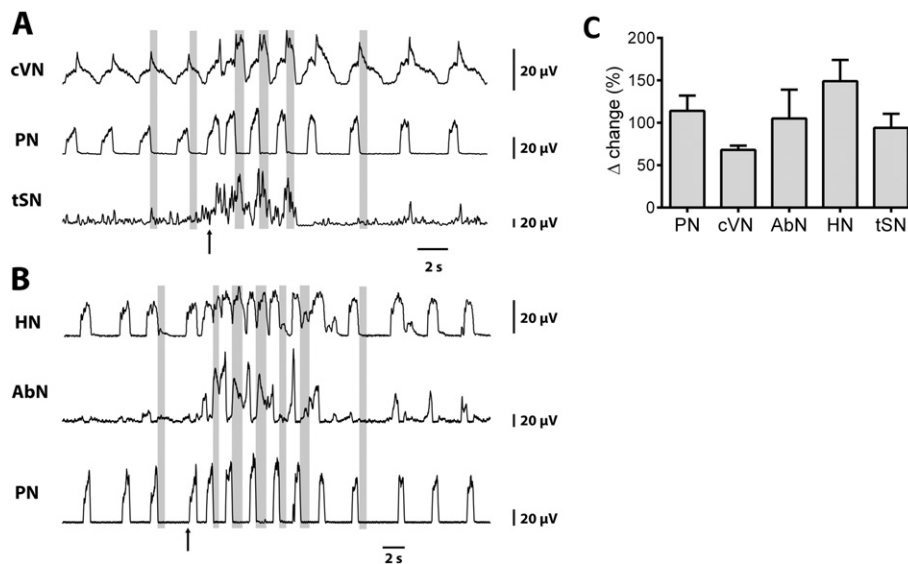 A
cVN
20 µV
PN
20 µV
tSN
20 µV
2 s
B
HN
20 µV
AbN
20 µV
PN
20 µV
2 s
C
Δ change (%)
200
150
100
50
0
PN cVN AbN HN tSN